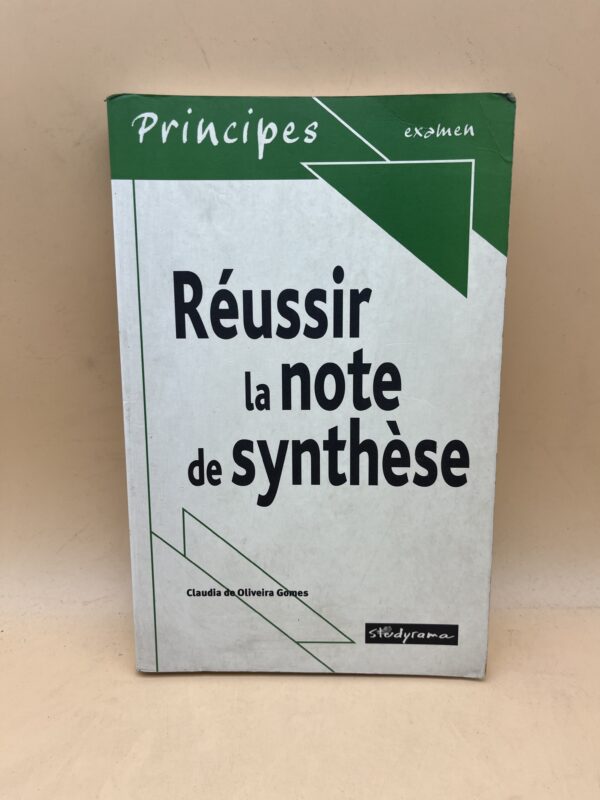 Principes examen
Réussir
la note
de synthèse
Claudia de Oliveira Gomes
studyrama